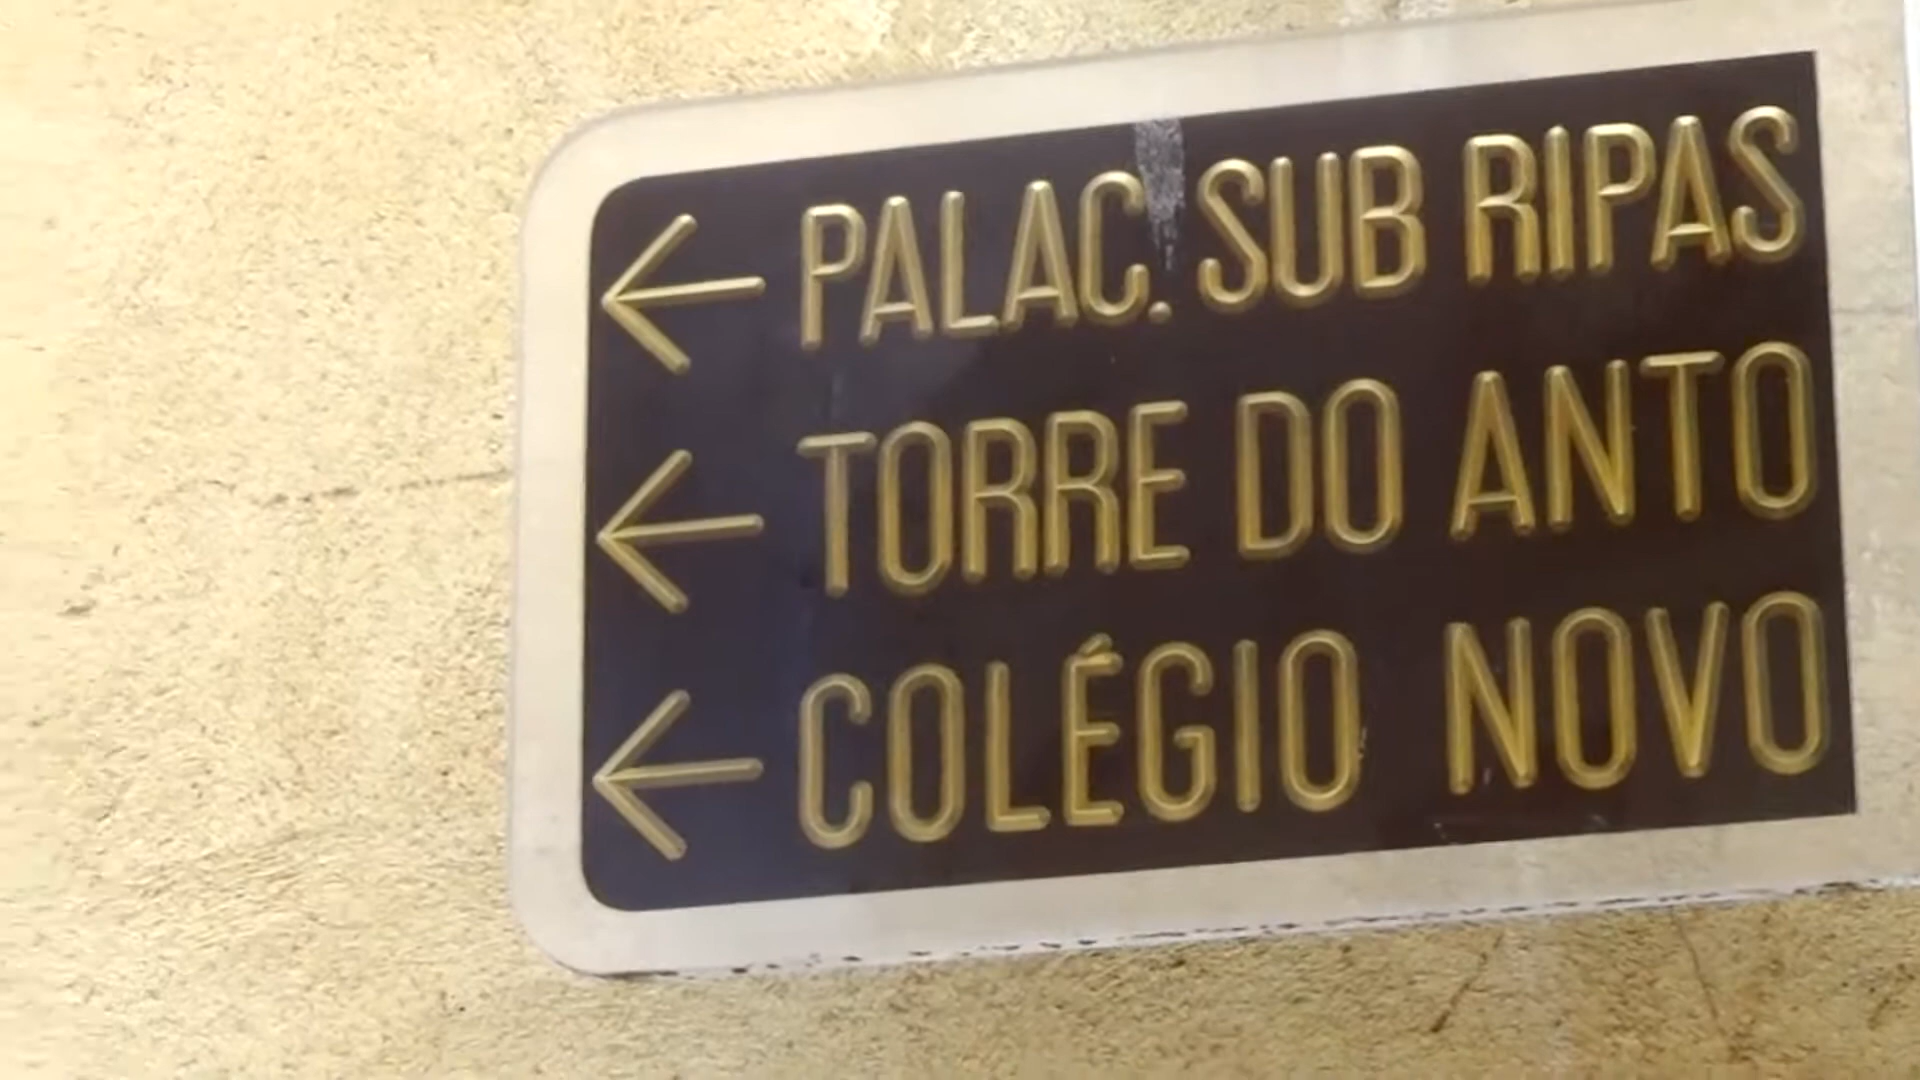 ← PALAC. SUB RIPAS
← TORRE DO ANTO
← COLÉGIO NOVO